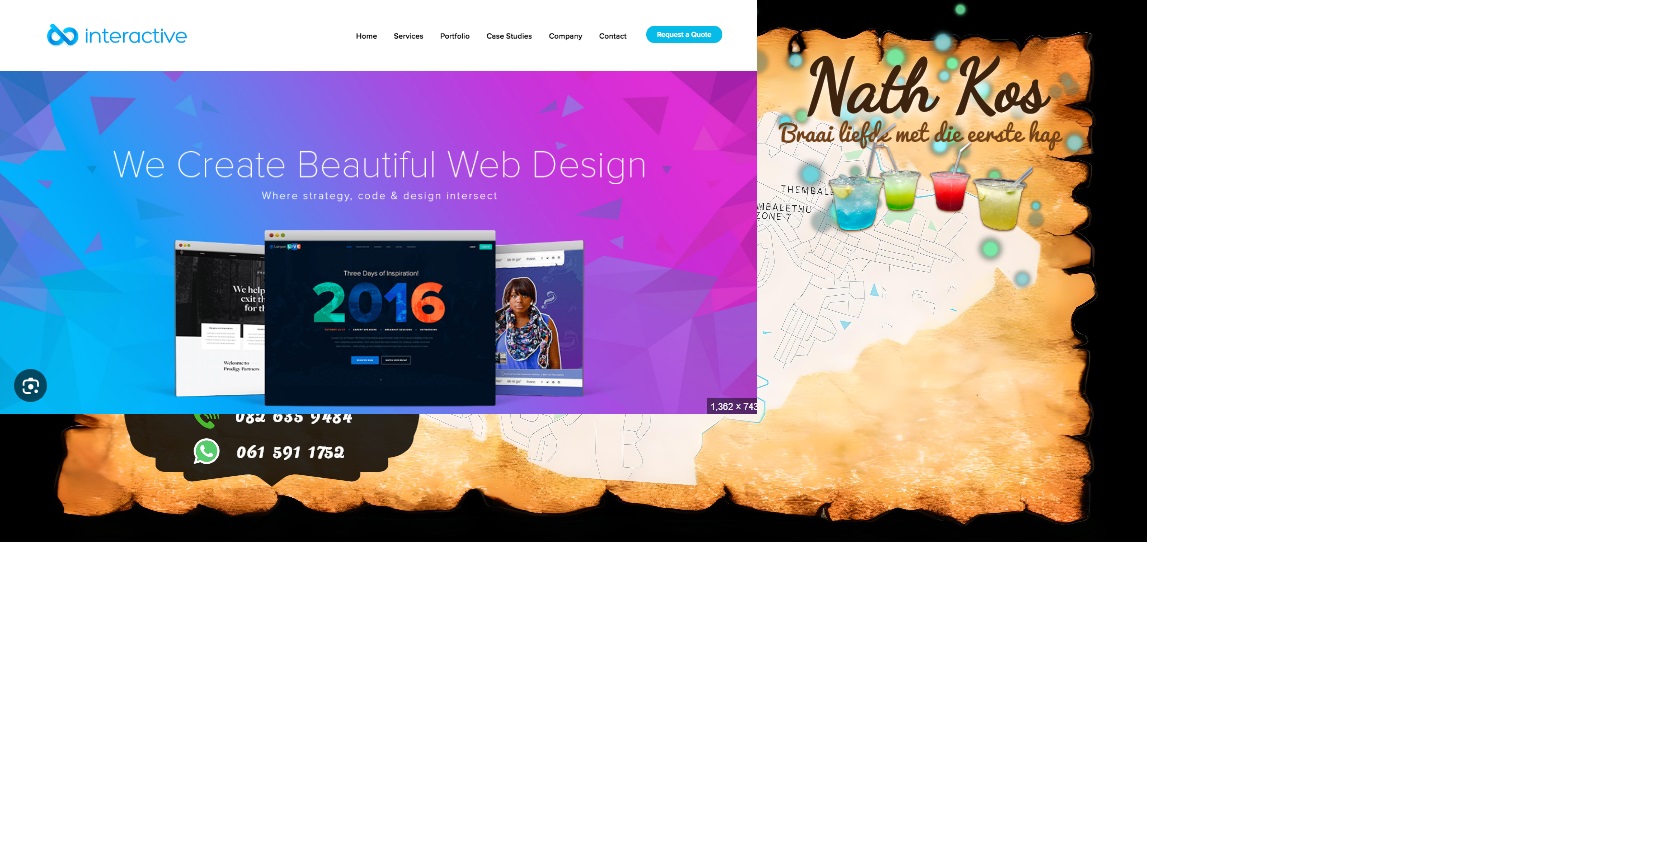 interactive
Home Services Portfolio Case Studies Company Contact Request a Quote
We Create Beautiful Web Design
Where strategy, code & design intersect
Three Days of Inspiration!
2016
We help
exit th
for th
Welcome to
Prodigy Partners
1,362 × 743
Nath Kos
Braai liefde met die eerste hap
THEMBALE
MBALETHU
ZONE 7
082 635 9484
061 591 1752